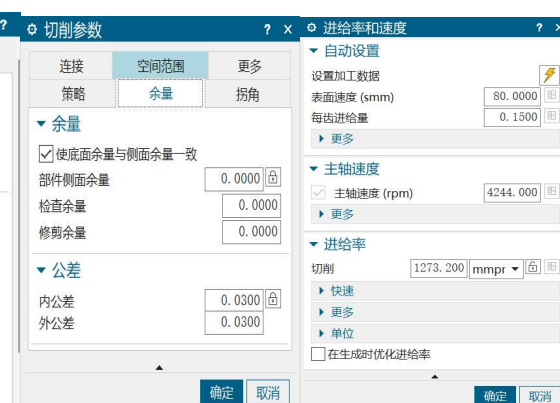 ?
切削参数 ? ×
连接 空间范围 更多
策略 余量 拐角
余量
使底面余量与侧面余量一致
部件侧面余量 0.0000
检查余量 0.0000
修剪余量 0.0000
公差
内公差 0.0300
外公差 0.0300
确定 取消
进给率和速度 ? ×
自动设置
设置加工数据
表面速度 (smm) 80.0000
每齿进给量 0.1500
更多
主轴速度
主轴速度 (rpm) 4244.000
更多
进给率
切削 1273.200 mmpr
快速
更多
单位
在生成时优化进给率
确定 取消